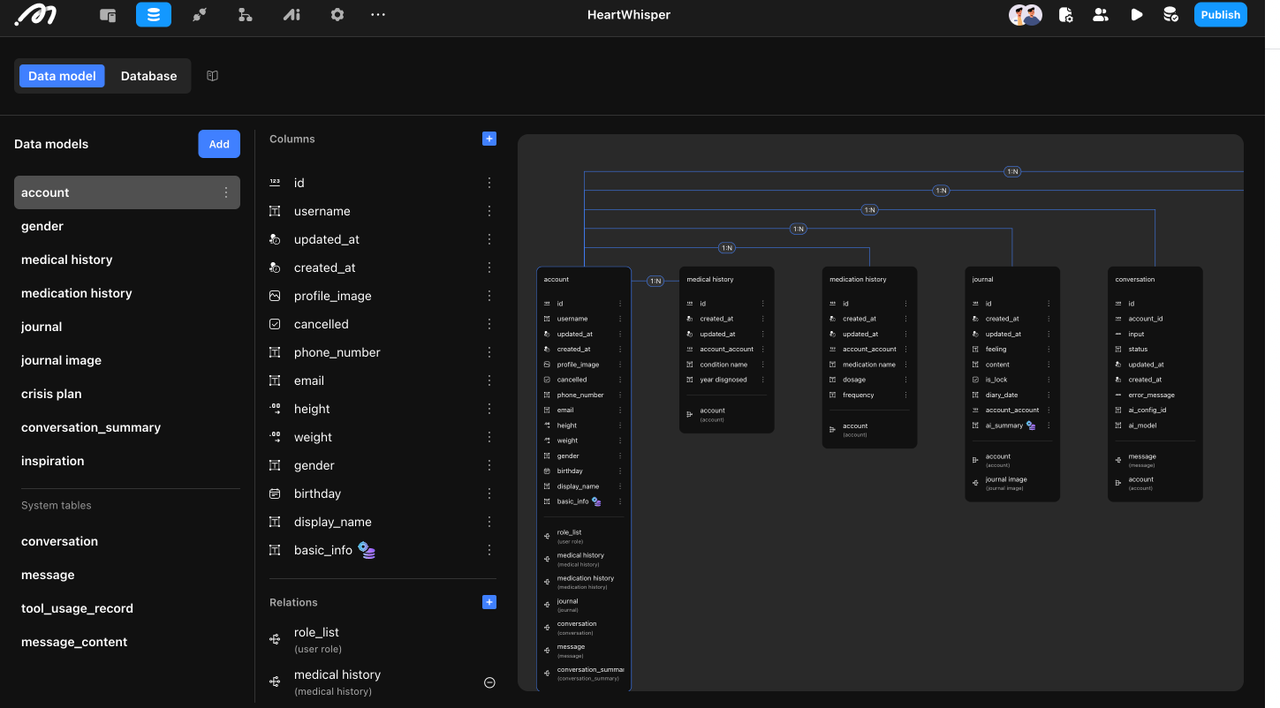 HeartWhisper
Publish
Data model
Database
Data models
Add
account
gender
medical history
medication history
journal
journal image
crisis plan
conversation_summary
inspiration
System tables
conversation
message
tool_usage_record
message_content
Columns
id
username
updated_at
created_at
profile_image
cancelled
phone_number
email
height
weight
gender
birthday
display_name
basic_info
Relations
role_list
(user role)
medical history
(medical history)
1:N
1:N
1:N
1:N
1:N
1:N
account
id
username
updated_at
created_at
profile_image
cancelled
phone_number
email
height
weight
gender
birthday
display_name
basic_info
role_list
(user role)
medical history
(medical history)
medication history
(medication history)
journal
(journal)
conversation
(conversation)
message
(message)
conversation_summar
(conversation_summary)
medical history
id
created_at
updated_at
account_account
condition name
year disgnosed
account
(account)
medication history
id
created_at
updated_at
account_account
medication name
dosage
frequency
account
(account)
journal
id
created_at
updated_at
feeling
content
is_lock
diary_date
account_account
ai_summary
account
(account)
journal image
(journal image)
conversation
id
account_id
input
status
updated_at
created_at
error_message
ai_config_id
ai_model
message
(message)
account
(account)